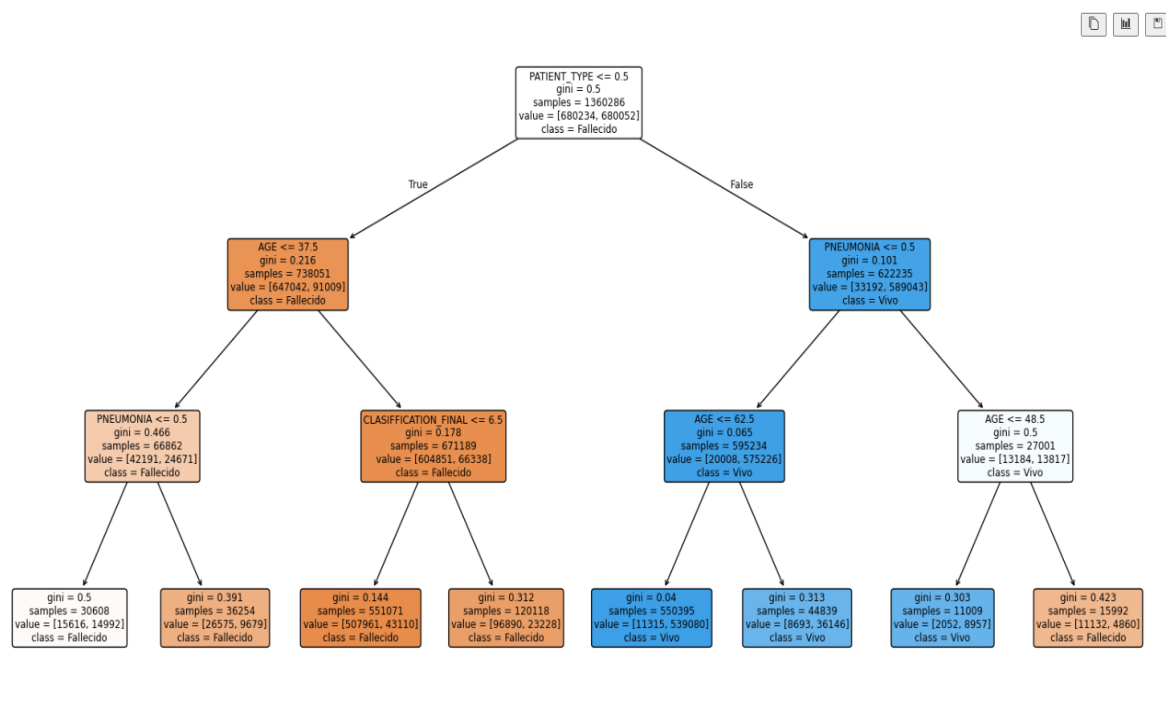 PATIENT_TYPE <= 0.5
gini = 0.5
samples = 1360286
value = [680234, 680052]
class = Fallecido
True
False
AGE <= 37.5
gini = 0.216
samples = 738051
value = [647042, 91009]
class = Fallecido
PNEUMONIA <= 0.5
gini = 0.101
samples = 622235
value = [33192, 589043]
class = Vivo
PNEUMONIA <= 0.5
gini = 0.466
samples = 66862
value = [42191, 24671]
class = Fallecido
CLASIFFICATION_FINAL <= 6.5
gini = 0.178
samples = 671189
value = [604851, 66338]
class = Fallecido
AGE <= 62.5
gini = 0.065
samples = 595234
value = [20008, 575226]
class = Vivo
AGE <= 48.5
gini = 0.5
samples = 27001
value = [13184, 13817]
class = Vivo
gini = 0.5
samples = 30608
value = [15616, 14992]
class = Fallecido
gini = 0.391
samples = 36254
value = [26575, 9679]
class = Fallecido
gini = 0.144
samples = 551071
value = [507961, 43110]
class = Fallecido
gini = 0.312
samples = 120118
value = [96890, 23228]
class = Fallecido
gini = 0.04
samples = 550395
value = [11315, 539080]
class = Vivo
gini = 0.313
samples = 44839
value = [8693, 36146]
class = Vivo
gini = 0.303
samples = 11009
value = [2052, 8957]
class = Vivo
gini = 0.423
samples = 15992
value = [11132, 4860]
class = Fallecido